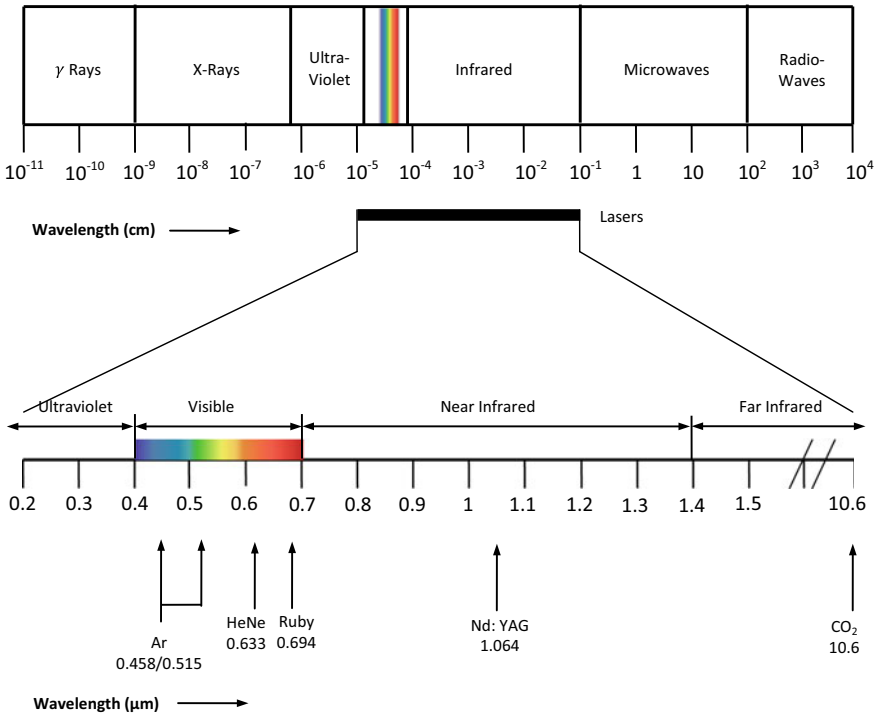 γ Rays X-Rays Ultra-Violet Infrared Microwaves Radio-Waves
10-11 10-10 10-9 10-8 10-7 10-6 10-5 10-4 10-3 10-2 10-1 1 10 102 103 104
Wavelength (cm)
Lasers
Ultraviolet Visible Near Infrared Far Infrared
0.2 0.3 0.4 0.5 0.6 0.7 0.8 0.9 1 1.1 1.2 1.3 1.4 1.5 10.6
Ar
0.458/0.515
HeNe
0.633
Ruby
0.694
Nd: YAG
1.064
CO2
10.6
Wavelength (µm)